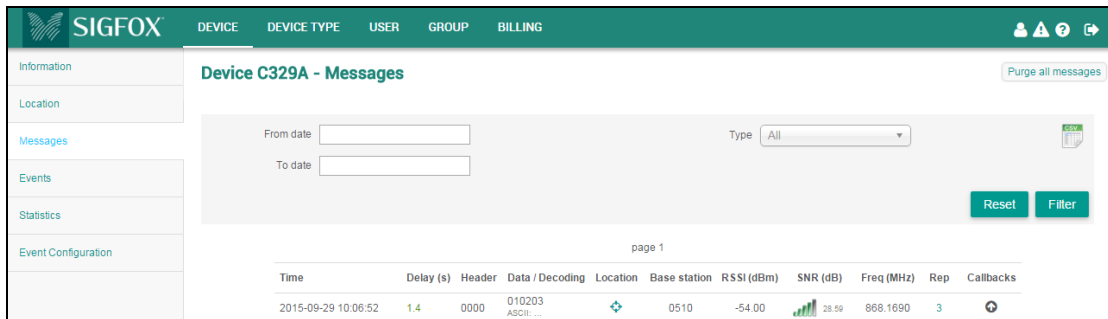 SIGFOX DEVICE DEVICE TYPE USER GROUP BILLING
Information
Location
Messages
Events
Statistics
Event Configuration
Device C329A - Messages
Purge all messages
From date
Type All
CSV
To date
Reset Filter
page 1
Time Delay (s) Header Data / Decoding Location Base station RSSI (dBm) SNR (dB) Freq (MHz) Rep Callbacks
2015-09-29 10:06:52 1.4 0000 010203 0510 -54.00 28.59 868.1690 3
ASCII: ...